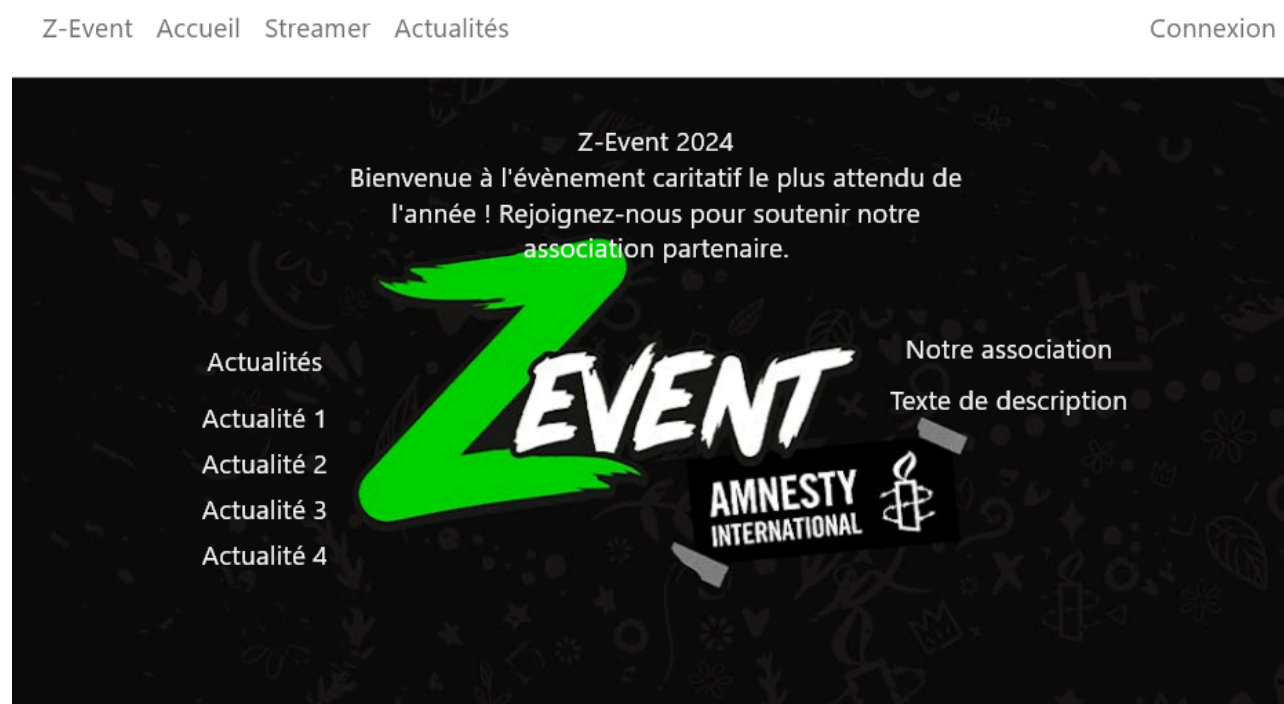 Z-Event Accueil Streamer Actualités Connexion
Z-Event 2024
Bienvenue à l'évènement caritatif le plus attendu de
l'année ! Rejoignez-nous pour soutenir notre
association partenaire.
Actualités
Actualité 1
Actualité 2
Actualité 3
Actualité 4
ZEVENT
AMNESTY
INTERNATIONAL
Notre association
Texte de description